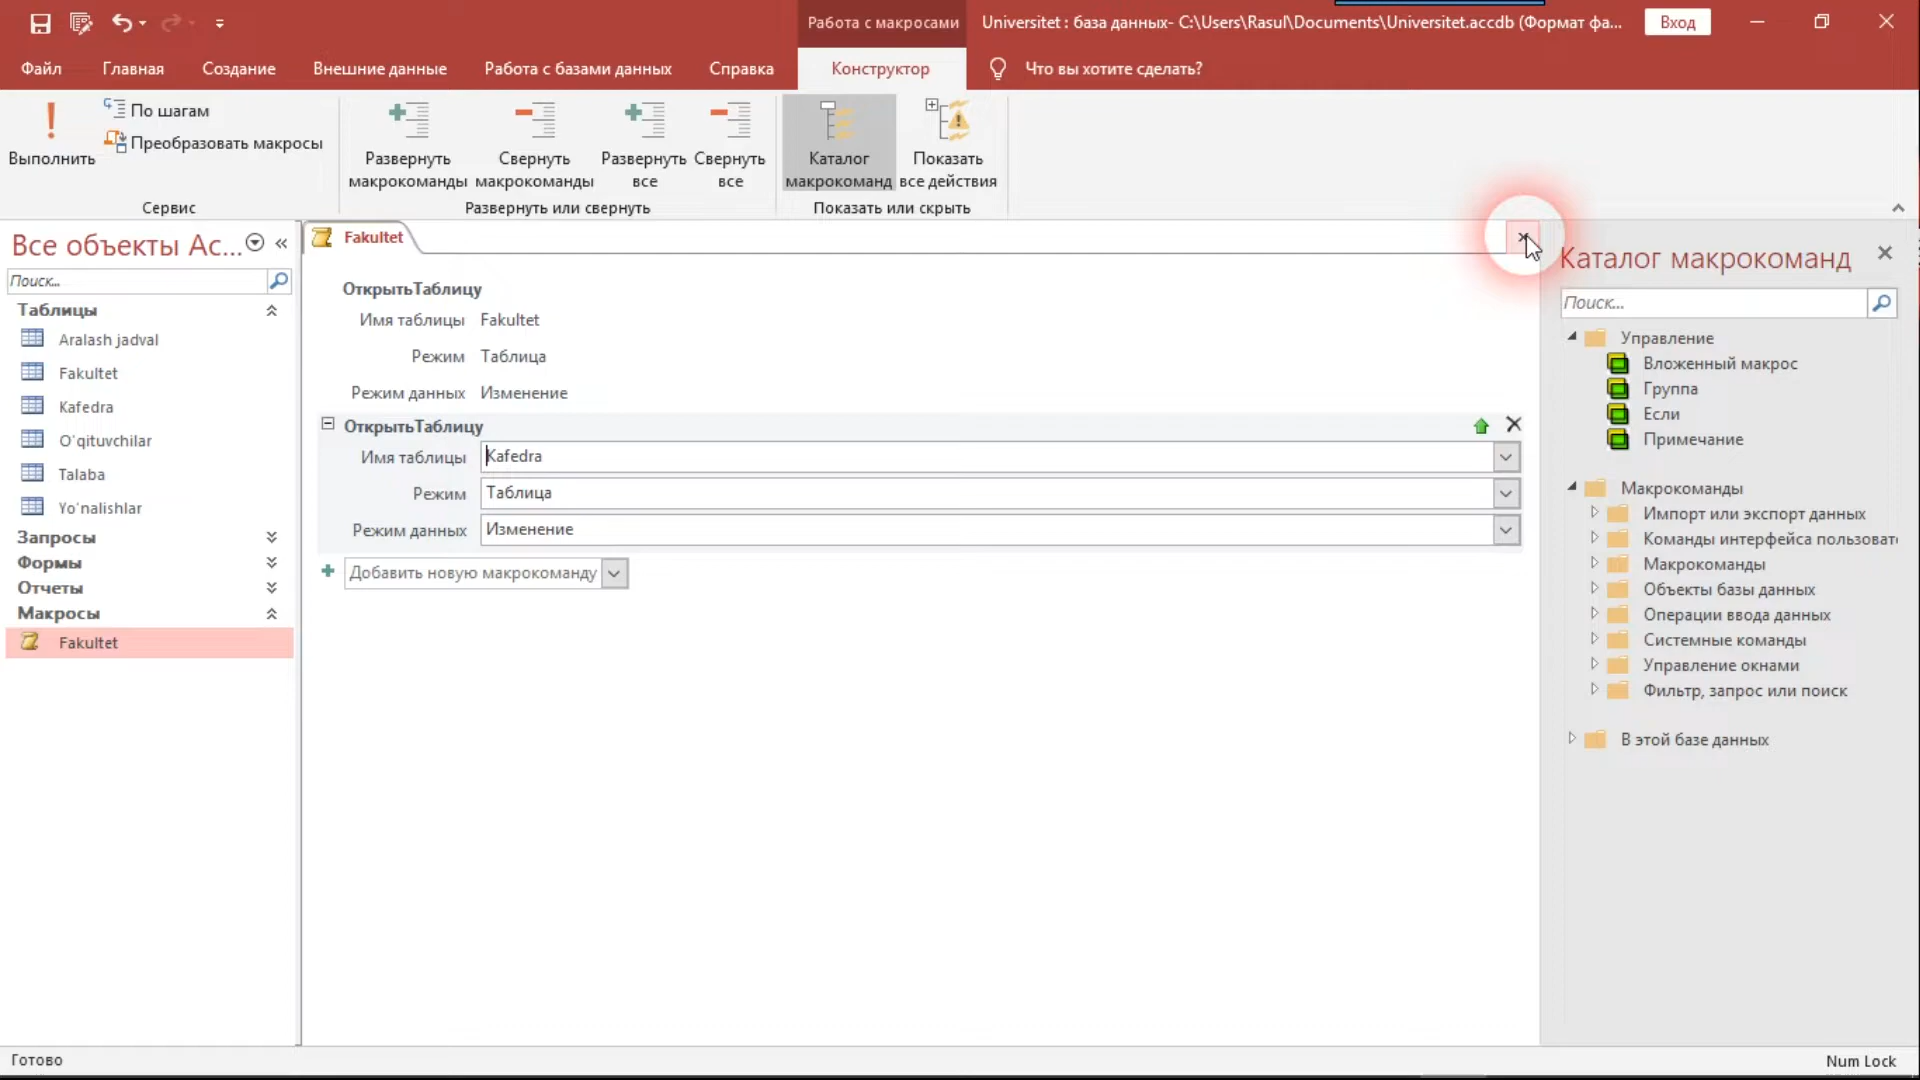 Работа с макросами
Universitet : база данных- C:\Users\Rasul\Documents\Universitet.accdb (Формат фа...
Вход
Файл
Главная
Создание
Внешние данные
Работа с базами данных
Справка
Конструктор
Что вы хотите сделать?
Выполнить
По шагам
Преобразовать макросы
Развернуть макрокоманды
Свернуть макрокоманды
Развернуть все
Свернуть все
Каталог макрокоманд
Показать все действия
Сервис
Развернуть или свернуть
Показать или скрыть
Все объекты Ac...
Поиск...
Таблицы
Aralash jadval
Fakultet
Kafedra
O'qituvchilar
Talaba
Yo'nalishlar
Запросы
Формы
Отчеты
Макросы
Fakultet
Fakultet
ОткрытьТаблицу
Имя таблицы Fakultet
Режим Таблица
Режим данных Изменение
ОткрытьТаблицу
Имя таблицы Kafedra
Режим Таблица
Режим данных Изменение
Добавить новую макрокоманду
Каталог макрокоманд
Поиск...
Управление
Вложенный макрос
Группа
Если
Примечание
Макрокоманды
Импорт или экспорт данных
Команды интерфейса пользоват
Макрокоманды
Объекты базы данных
Операции ввода данных
Системные команды
Управление окнами
Фильтр, запрос или поиск
В этой базе данных
Готово
Num Lock